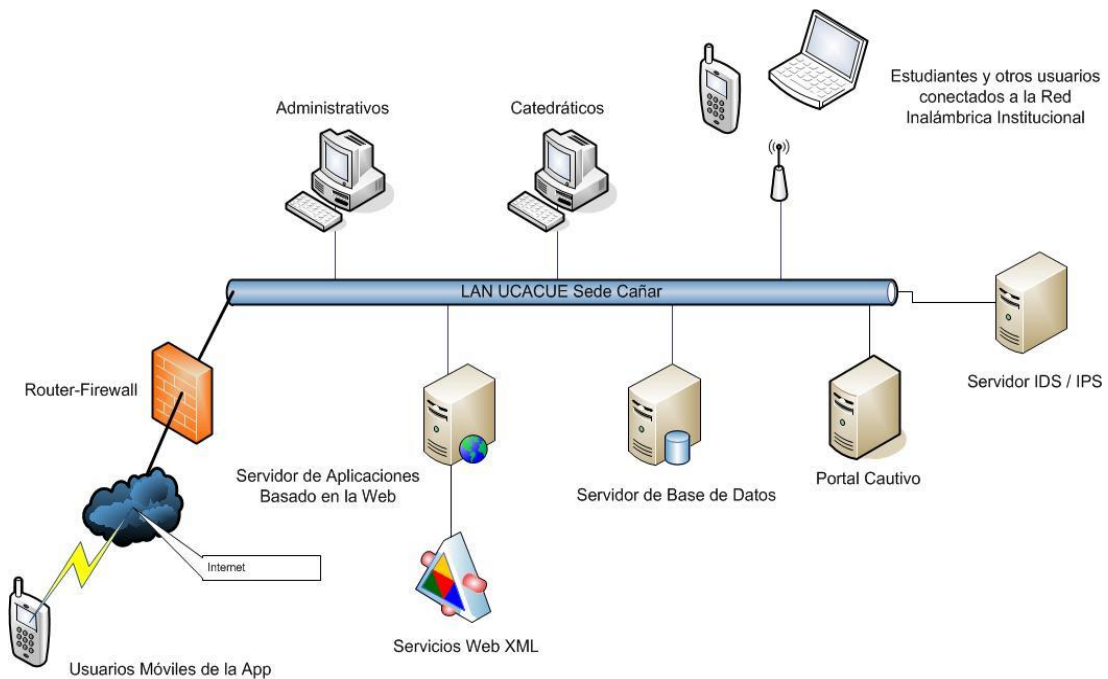 Estudiantes y otros usuarios
conectados a la Red
Inalámbrica Institucional
Administrativos
Catedráticos
LAN UCACUE Sede Cañar
Router-Firewall
Servidor IDS / IPS
Servidor de Aplicaciones
Basado en la Web
Servidor de Base de Datos
Portal Cautivo
Internet
Servicios Web XML
Usuarios Móviles de la App